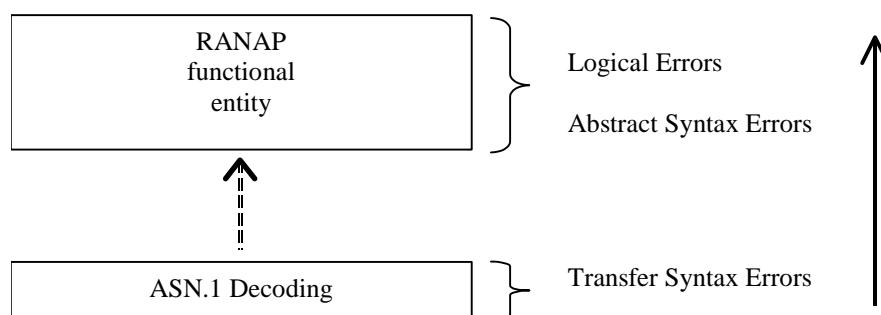 RANAP
functional
entity
Logical Errors
Abstract Syntax Errors
ASN.1 Decoding
Transfer Syntax Errors